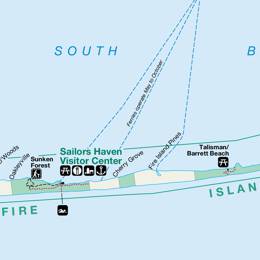 SOUTH
B
Ferries operate May to October
Sailors Haven
Visitor Center
Talisman/
Barrett Beach
Oakleyville
Sunken
Forest
Cherry Grove
Fire Island Pines
ISLAN
FIRE